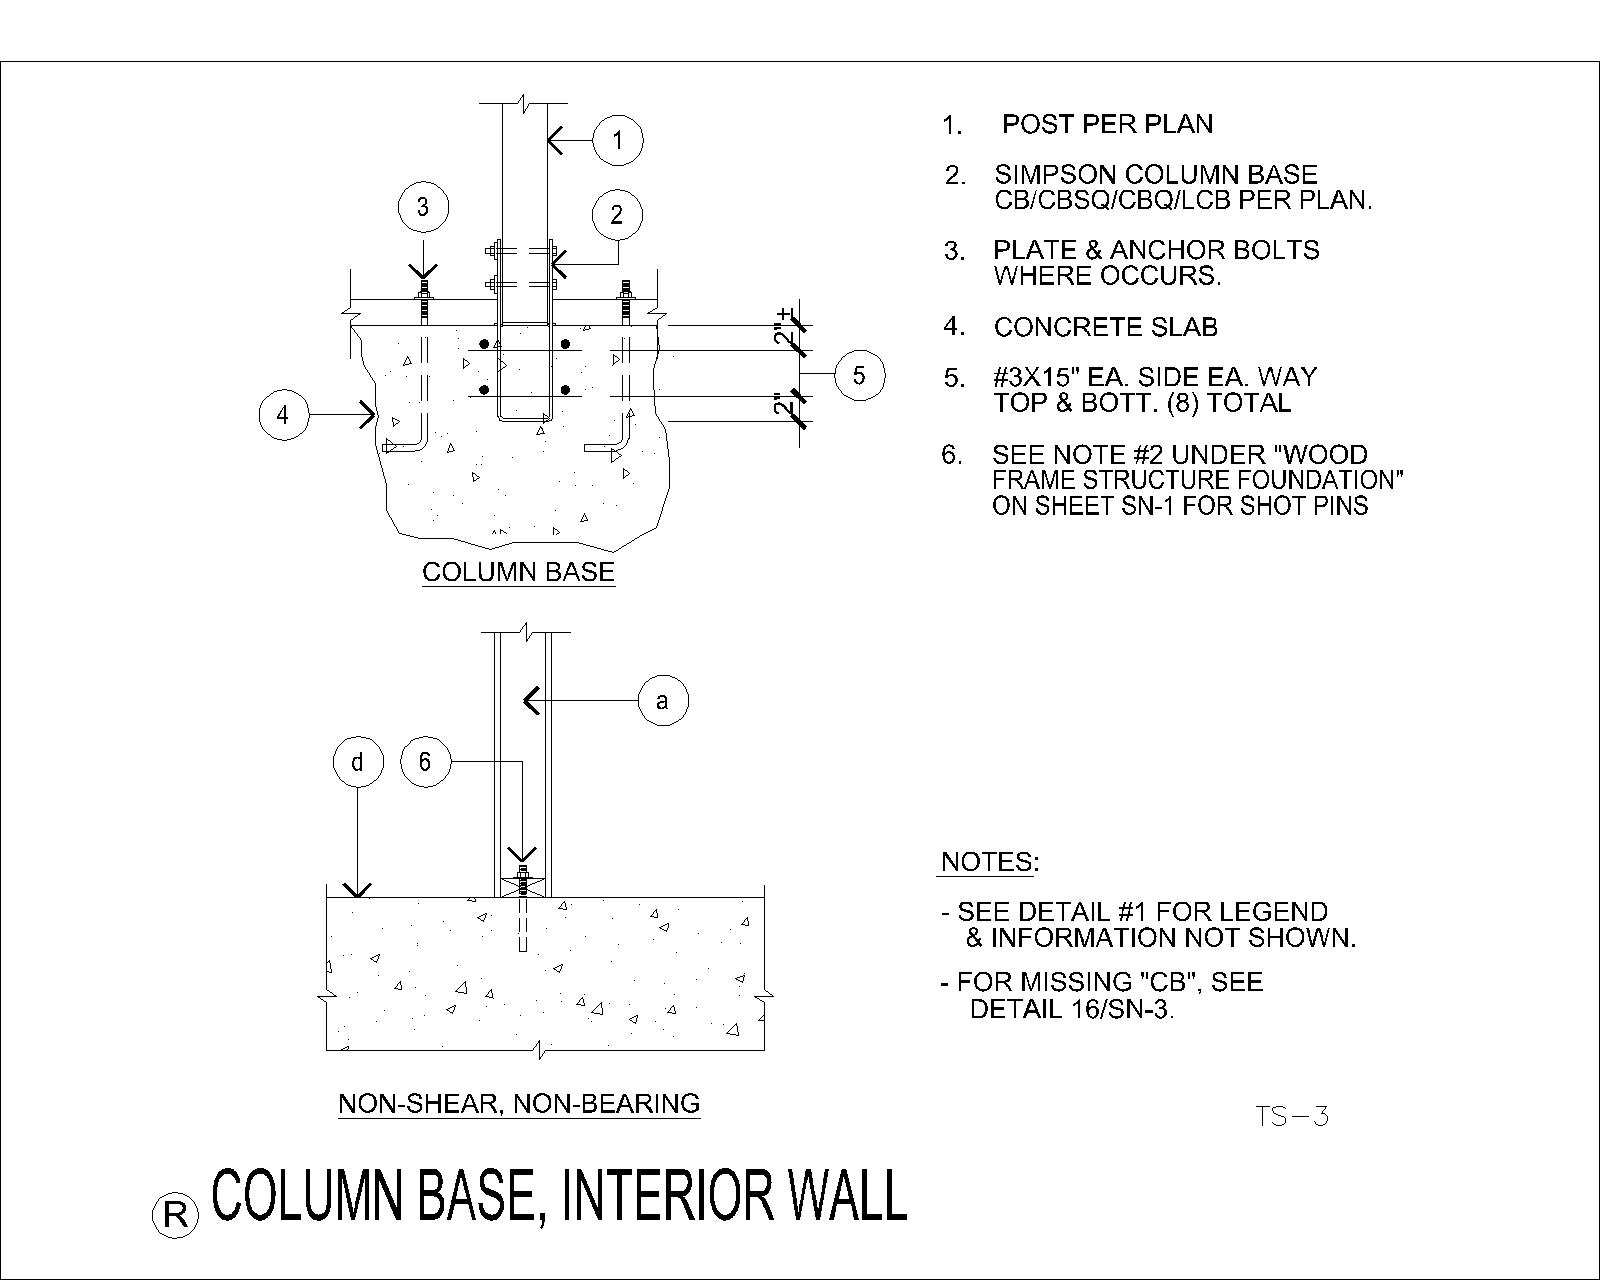 1
3
2
2"±
5
2"
4
COLUMN BASE
a
d
6
NON-SHEAR, NON-BEARING
1. POST PER PLAN
2. SIMPSON COLUMN BASE
CB/CBSQ/CBQ/LCB PER PLAN.
3. PLATE & ANCHOR BOLTS
WHERE OCCURS.
4. CONCRETE SLAB
5. #3X15" EA. SIDE EA. WAY
TOP & BOTT. (8) TOTAL
6. SEE NOTE #2 UNDER "WOOD
FRAME STRUCTURE FOUNDATION"
ON SHEET SN-1 FOR SHOT PINS
NOTES:
- SEE DETAIL #1 FOR LEGEND
& INFORMATION NOT SHOWN.
- FOR MISSING "CB", SEE
DETAIL 16/SN-3.
TS-3
R COLUMN BASE, INTERIOR WALL